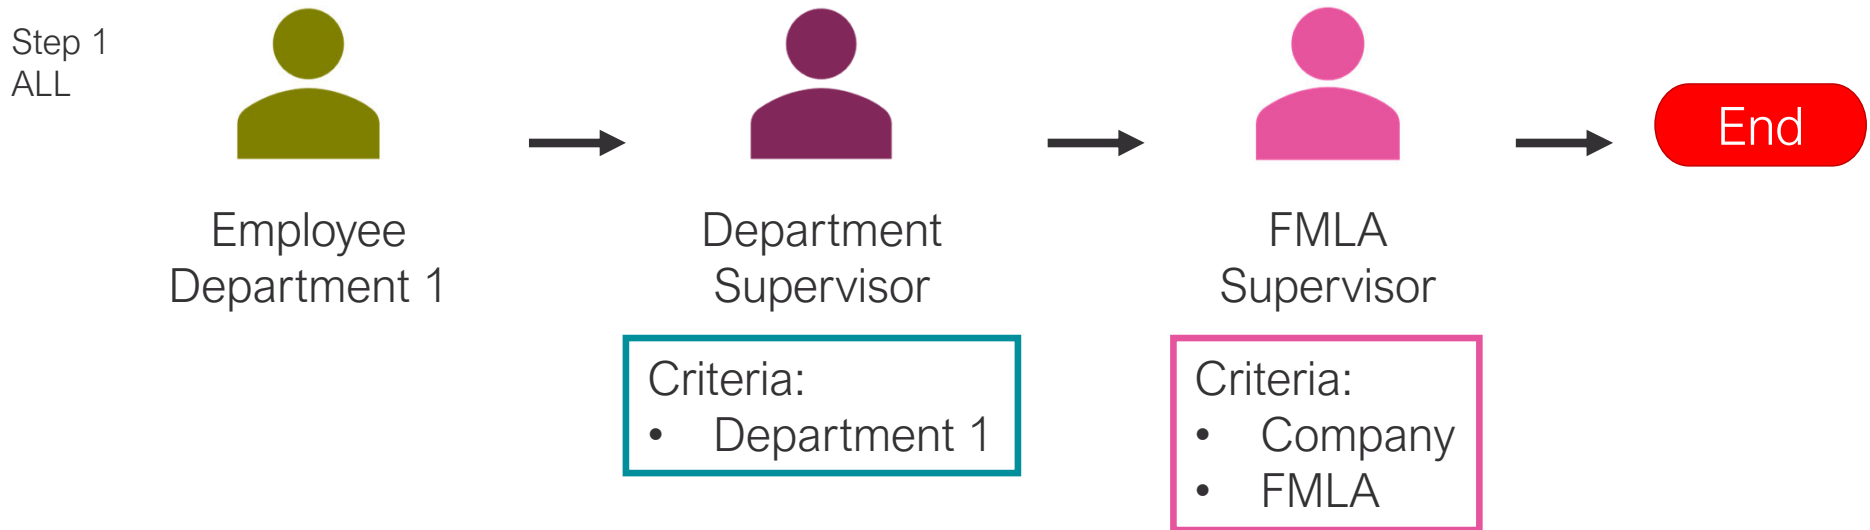 Step 1
ALL
Employee
Department 1
Department
Supervisor
FMLA
Supervisor
End
Criteria:
• Department 1
Criteria:
• Company
• FMLA